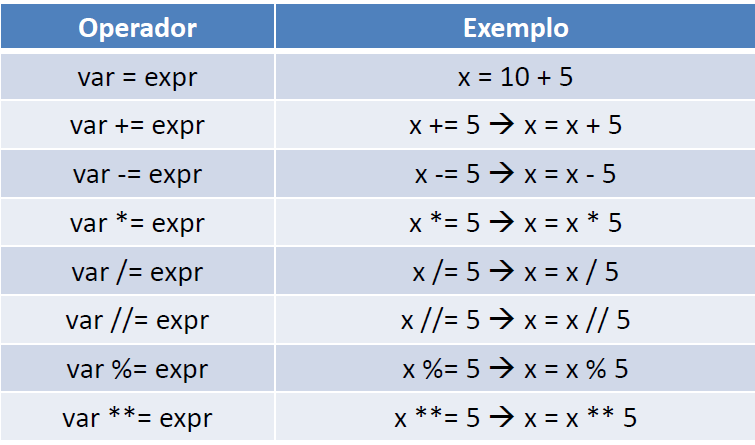 Operador Exemplo
var = expr x = 10 + 5
var += expr x += 5 → x = x + 5
var -= expr x -= 5 → x = x - 5
var *= expr x *= 5 → x = x * 5
var /= expr x /= 5 → x = x / 5
var //= expr x //= 5 → x = x // 5
var %= expr x %= 5 → x = x % 5
var **= expr x **= 5 → x = x ** 5